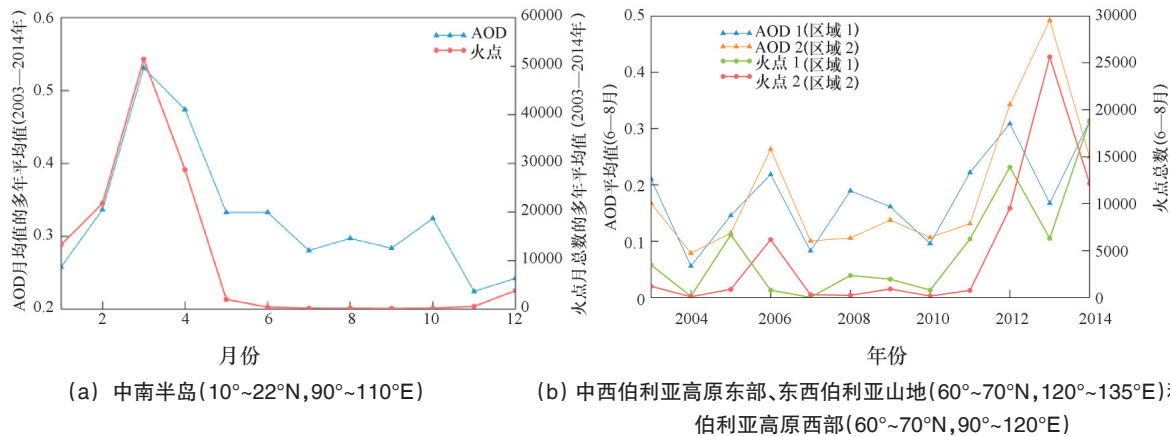 0.6
0.5
0.4
0.3
0.2
AOD月均值的多年平均值(2003—2014年)
60000
50000
40000
30000
20000
10000
0
火点月总数的多年平均值 (2003—2014年)
AOD
火点
2 4 6 8 10 12
月份
(a) 中南半岛(10°~22°N,90°~110°E)
0.5
0.4
0.3
0.2
0.1
0
AOD平均值(6—8月)
30000
25000
20000
15000
10000
5000
0
火点总数(6—8月)
AOD 1(区域 1)
AOD 2(区域 2)
火点 1(区域 1)
火点 2(区域 2)
2004 2006 2008 2010 2012 2014
年份
(b) 中西伯利亚高原东部、东西伯利亚山地(60°~70°N,120°~135°E)
伯利亚高原西部(60°~70°N,90°~120°E)